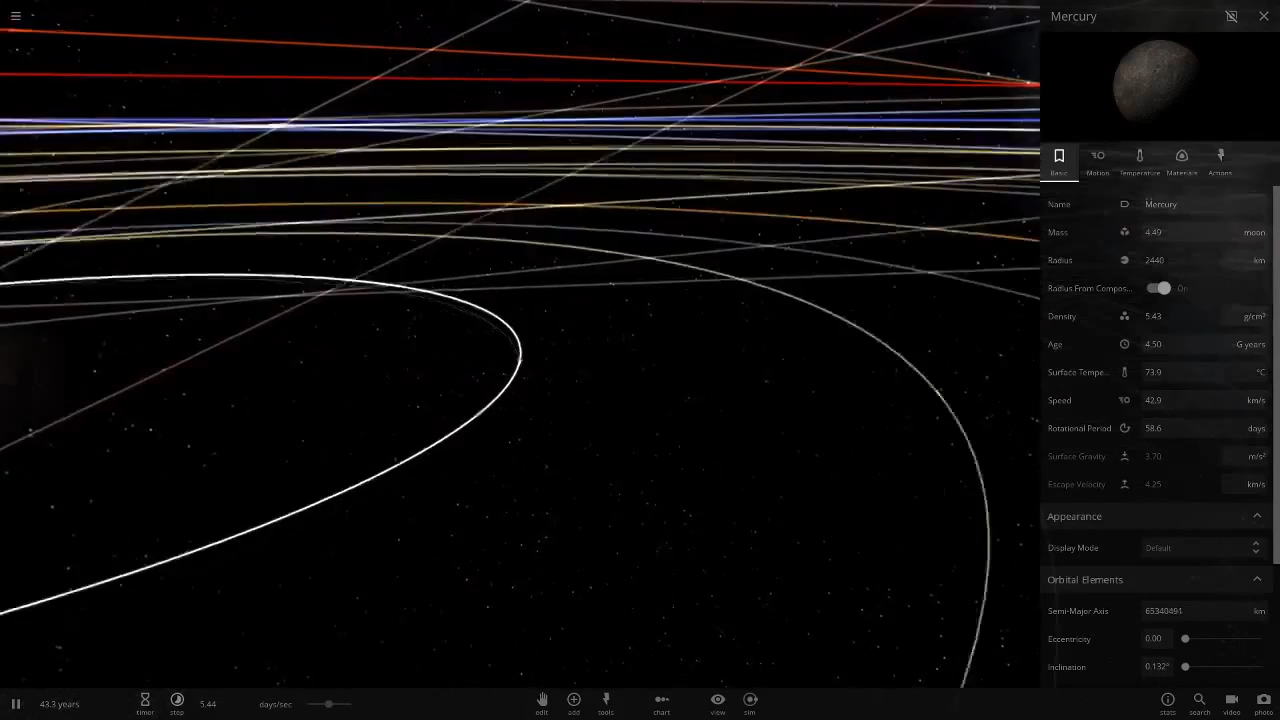 Mercury
Basic Motion Temperature Materials Actions
Name Mercury
Mass 4.49 moon
Radius 2440 km
Radius From Compos... On
Density 5.43 g/cm³
Age 4.50 G years
Surface Tempe... 73.9 °C
Speed 42.9 km/s
Rotational Period 58.6 days
Surface Gravity 3.70 m/s²
Escape Velocity 4.25 km/s
Appearance
Display Mode Default
Orbital Elements
Semi-Major Axis 65340491 km
Eccentricity 0.00
Inclination 0.132°
43.3 years timer step 5.44 days/sec edit add tools chart view sim stats search video photo